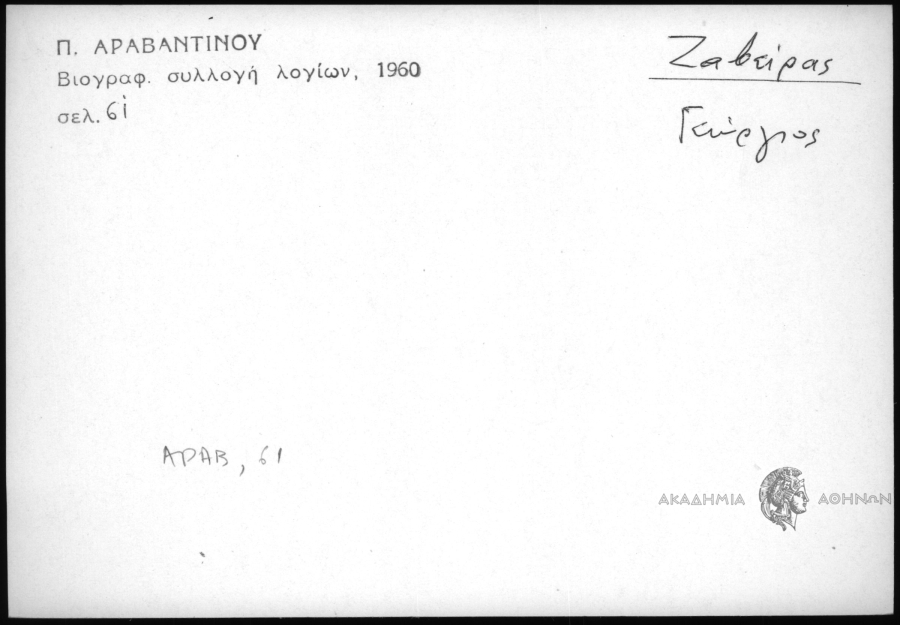 Π. ΑΡΑΒΑΝΤΙΝΟΥ
Βιογραφ. συλλογή λογίων, 1960
σελ. 61
Ζαβείρας
Γεώργιος
ΑΡΑΒ, 61
ΑΚΑΔΗΜΙΑ ΑΘΗΝΩΝ